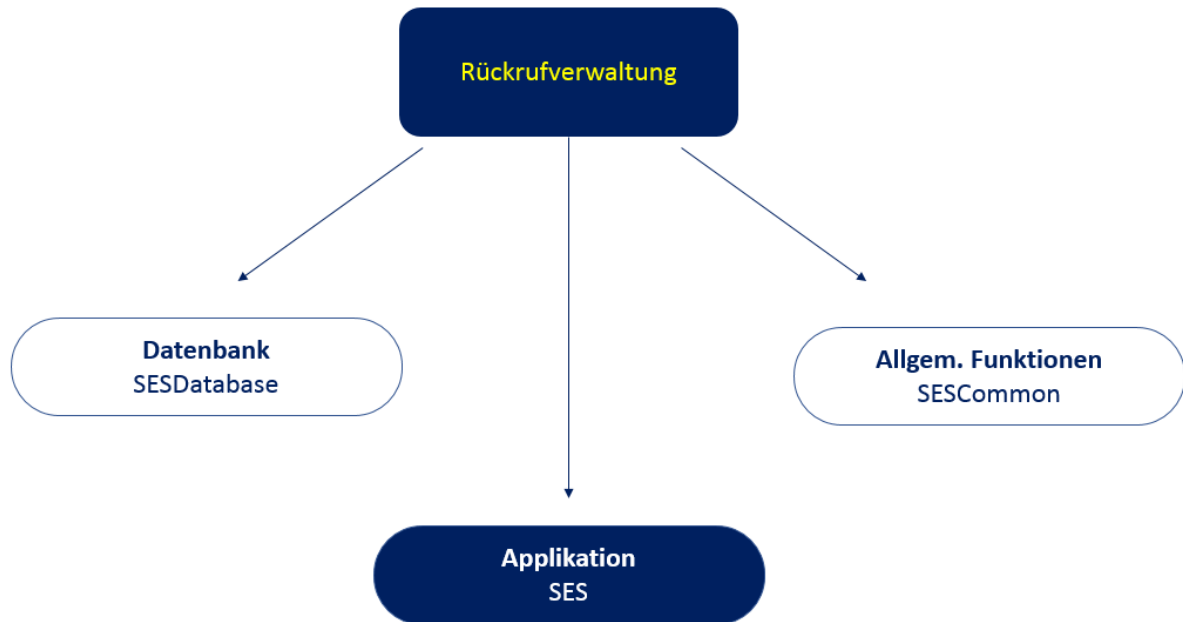 Rückrufverwaltung
Datenbank
SESDatabase
Allgem. Funktionen
SESCommon
Applikation
SES